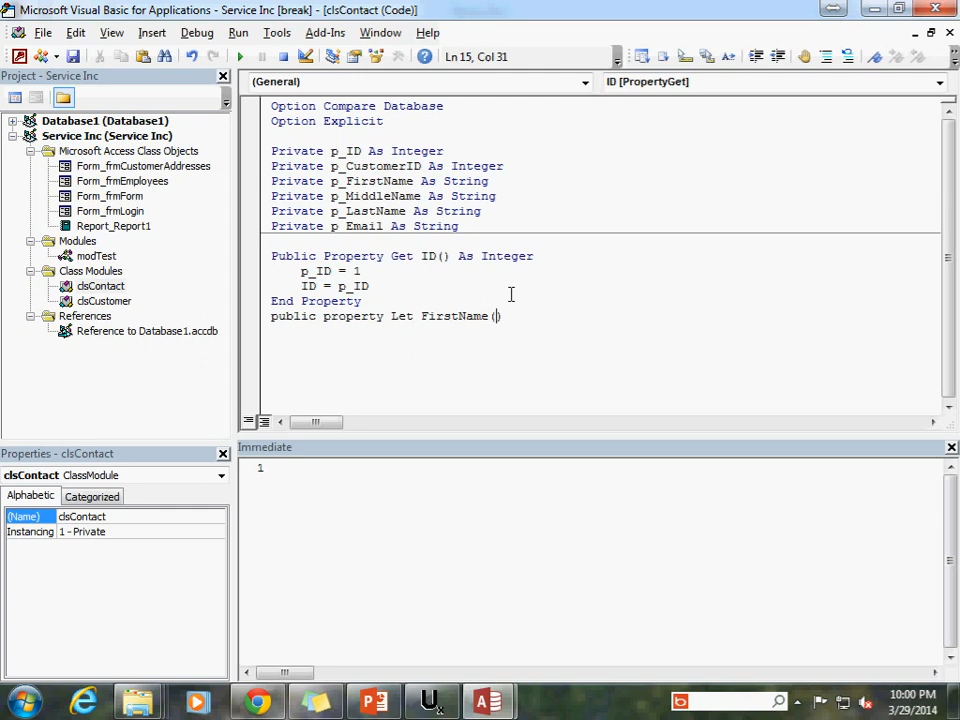 Microsoft Visual Basic for Applications - Service Inc [break] - [clsContact (Code)]
File Edit View Insert Debug Run Tools Add-Ins Window Help
Ln 15, Col 31
Project - Service Inc
(General)
ID [PropertyGet]
Database1 (Database1)
Service Inc (Service Inc)
Microsoft Access Class Objects
Form_frmCustomerAddresses
Form_frmEmployees
Form_frmForm
Form_frmLogin
Report_Report1
Modules
modTest
Class Modules
clsContact
clsCustomer
References
Reference to Database1.accdb
Option Compare Database
Option Explicit
Private p_ID As Integer
Private p_CustomerID As Integer
Private p_FirstName As String
Private p_MiddleName As String
Private p_LastName As String
Private p_Email As String
Public Property Get ID() As Integer
p_ID = 1
ID = p_ID
End Property
public property Let FirstName()
Properties - clsContact
clsContact ClassModule
Alphabetic Categorized
(Name) clsContact
Instancing 1 - Private
Immediate
1
10:00 PM
3/29/2014